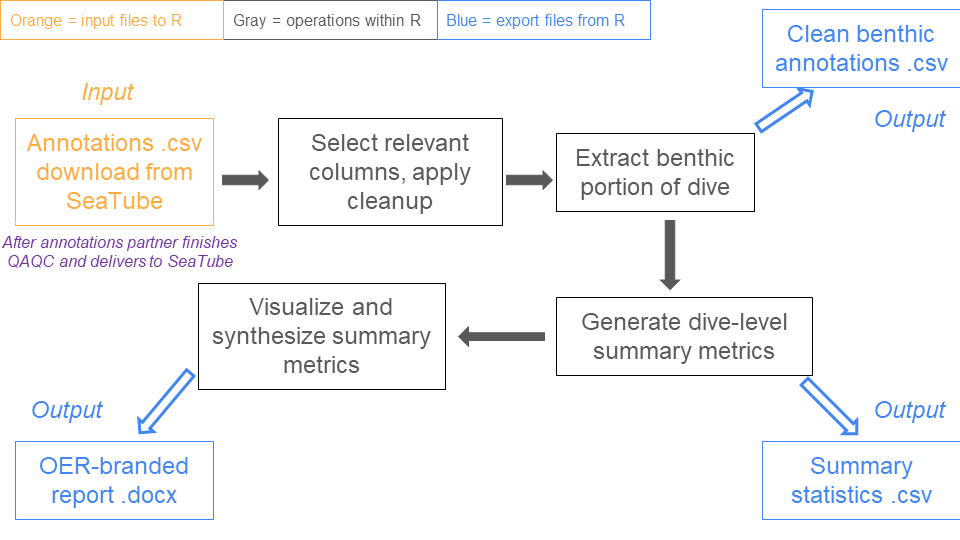 Orange = input files to R
Gray = operations within R
Blue = export files from R
Clean benthic
annotations .csv
Input
Output
Annotations .csv
download from
SeaTube
Select relevant
columns, apply
cleanup
Extract benthic
portion of dive
After annotations partner finishes
QAQC and delivers to SeaTube
Visualize and
synthesize summary
metrics
Generate dive-level
summary metrics
Output
Output
OER-branded
report .docx
Summary
statistics .csv